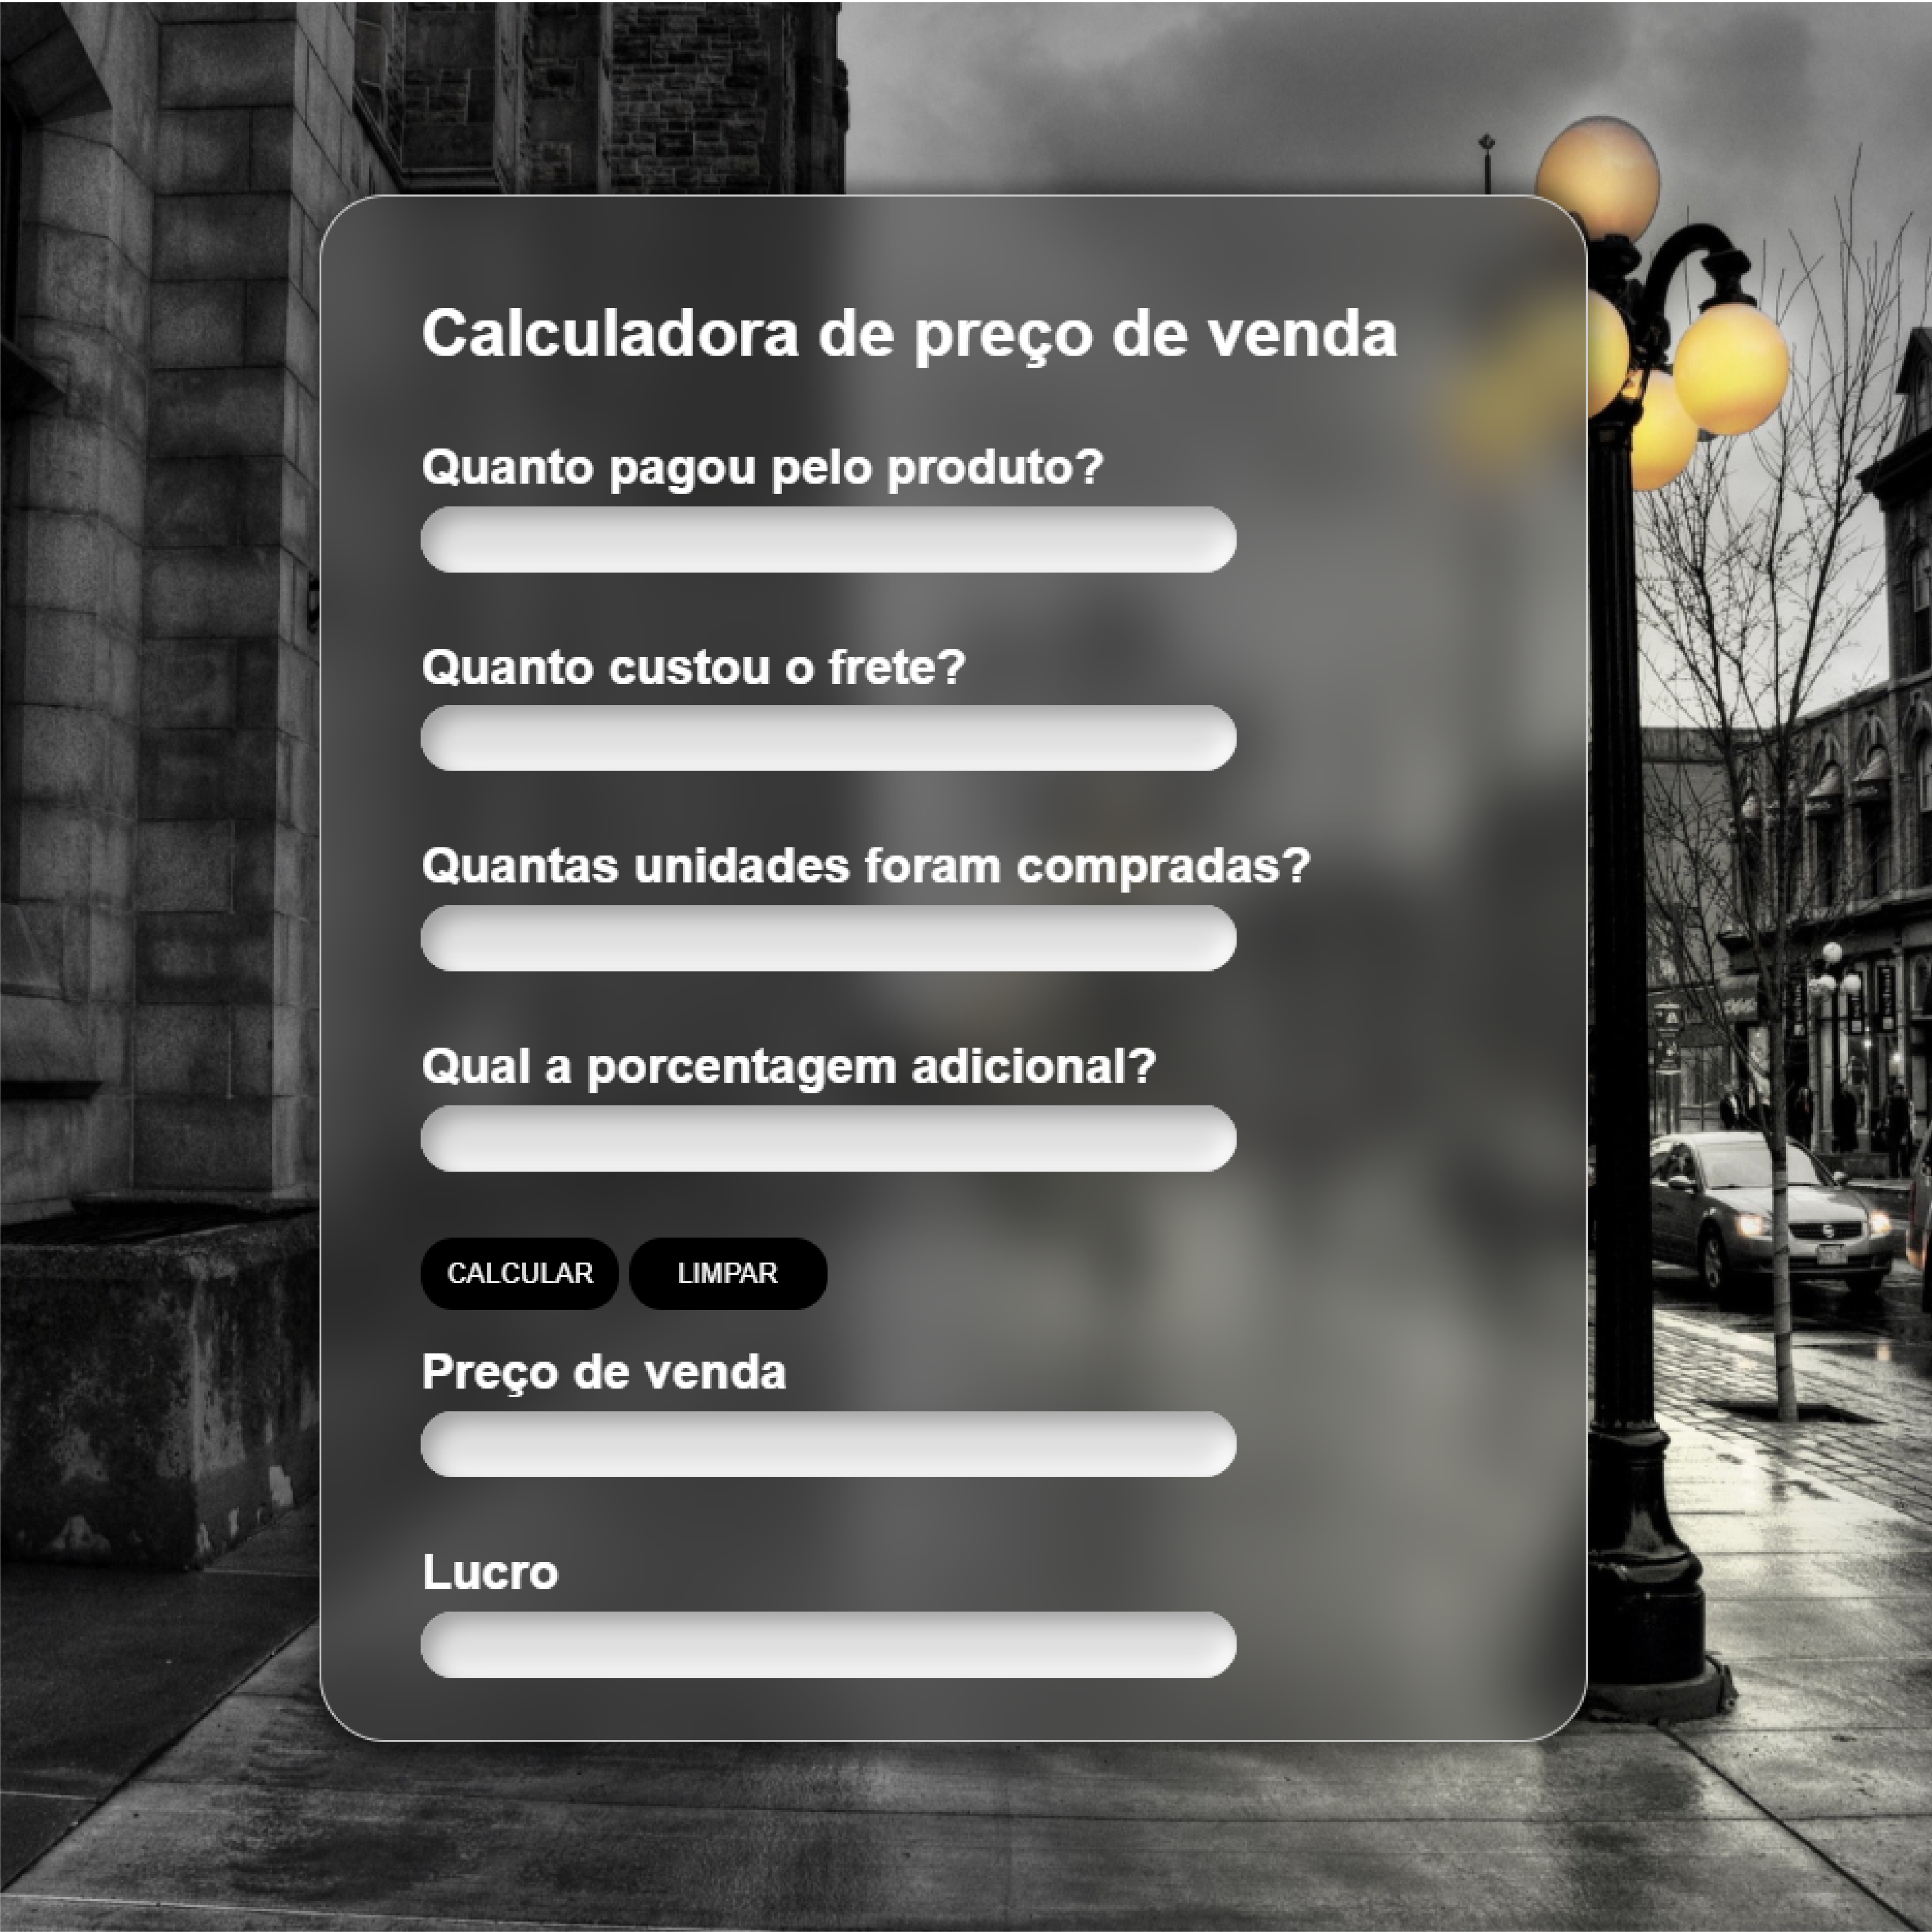 Calculadora de preço de venda
Quanto pagou pelo produto?
Quanto custou o frete?
Quantas unidades foram compradas?
Qual a porcentagem adicional?
CALCULAR LIMPAR
Preço de venda
Lucro